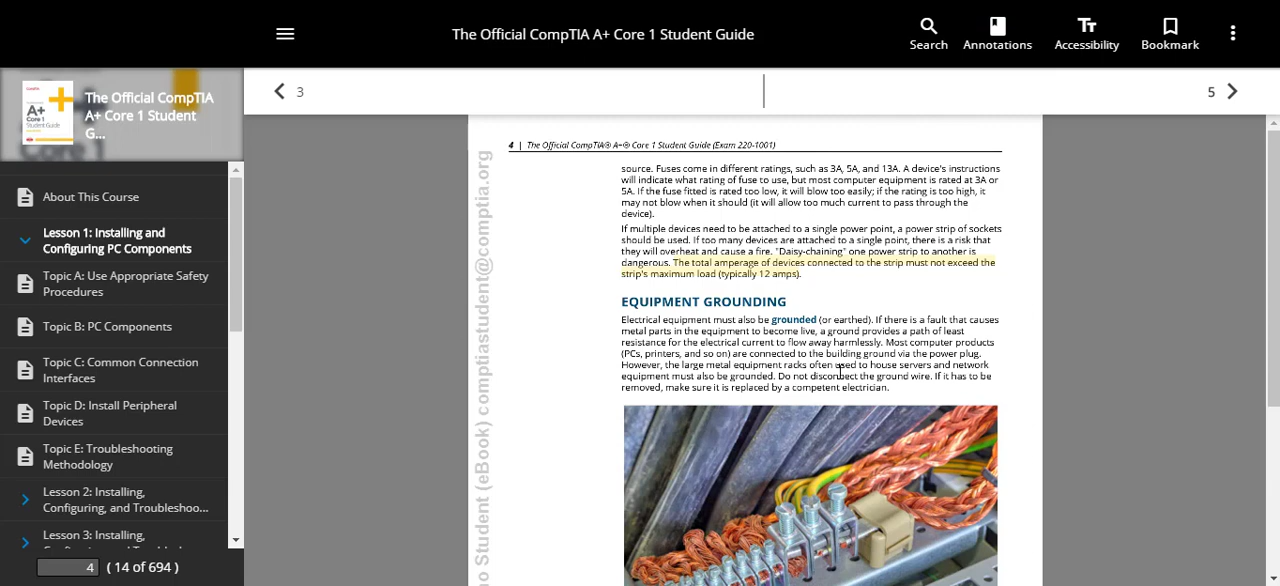 The Official CompTIA A+ Core 1 Student Guide
Search
Annotations
Accessibility
Bookmark
The Official CompTIA
A+ Core 1 Student
G...
A+
Core 1
Student Guide
3
5
About This Course
Lesson 1: Installing and
Configuring PC Components
Topic A: Use Appropriate Safety
Procedures
Topic B: PC Components
Topic C: Common Connection
Interfaces
Topic D: Install Peripheral
Devices
Topic E: Troubleshooting
Methodology
Lesson 2: Installing,
Configuring, and Troubleshoo...
Lesson 3: Installing,
4 ( 14 of 694 )
4 | The Official CompTIA® A+® Core 1 Student Guide (Exam 220-1001)
source. Fuses come in different ratings, such as 3A, 5A, and 13A. A device's instructions
will indicate what rating of fuse to use, but most computer equipment is rated at 3A or
5A. If the fuse fitted is rated too low, it will blow too easily; if the rating is too high, it
may not blow when it should (it will allow too much current to pass through the
device).
If multiple devices need to be attached to a single power point, a power strip of sockets
should be used. If too many devices are attached to a single point, there is a risk that
they will overheat and cause a fire. "Daisy-chaining" one power strip to another is
dangerous. The total amperage of devices connected to the strip must not exceed the
strip's maximum load (typically 12 amps).
EQUIPMENT GROUNDING
Electrical equipment must also be grounded (or earthed). If there is a fault that causes
metal parts in the equipment to become live, a ground provides a path of least
resistance for the electrical current to flow away harmlessly. Most computer products
(PCs, printers, and so on) are connected to the building ground via the power plug.
However, the large metal equipment racks often used to house servers and network
equipment must also be grounded. Do not disconnect the ground wire. If it has to be
removed, make sure it is replaced by a competent electrician.
no Student (eBook) comptiastudent@comptia.org